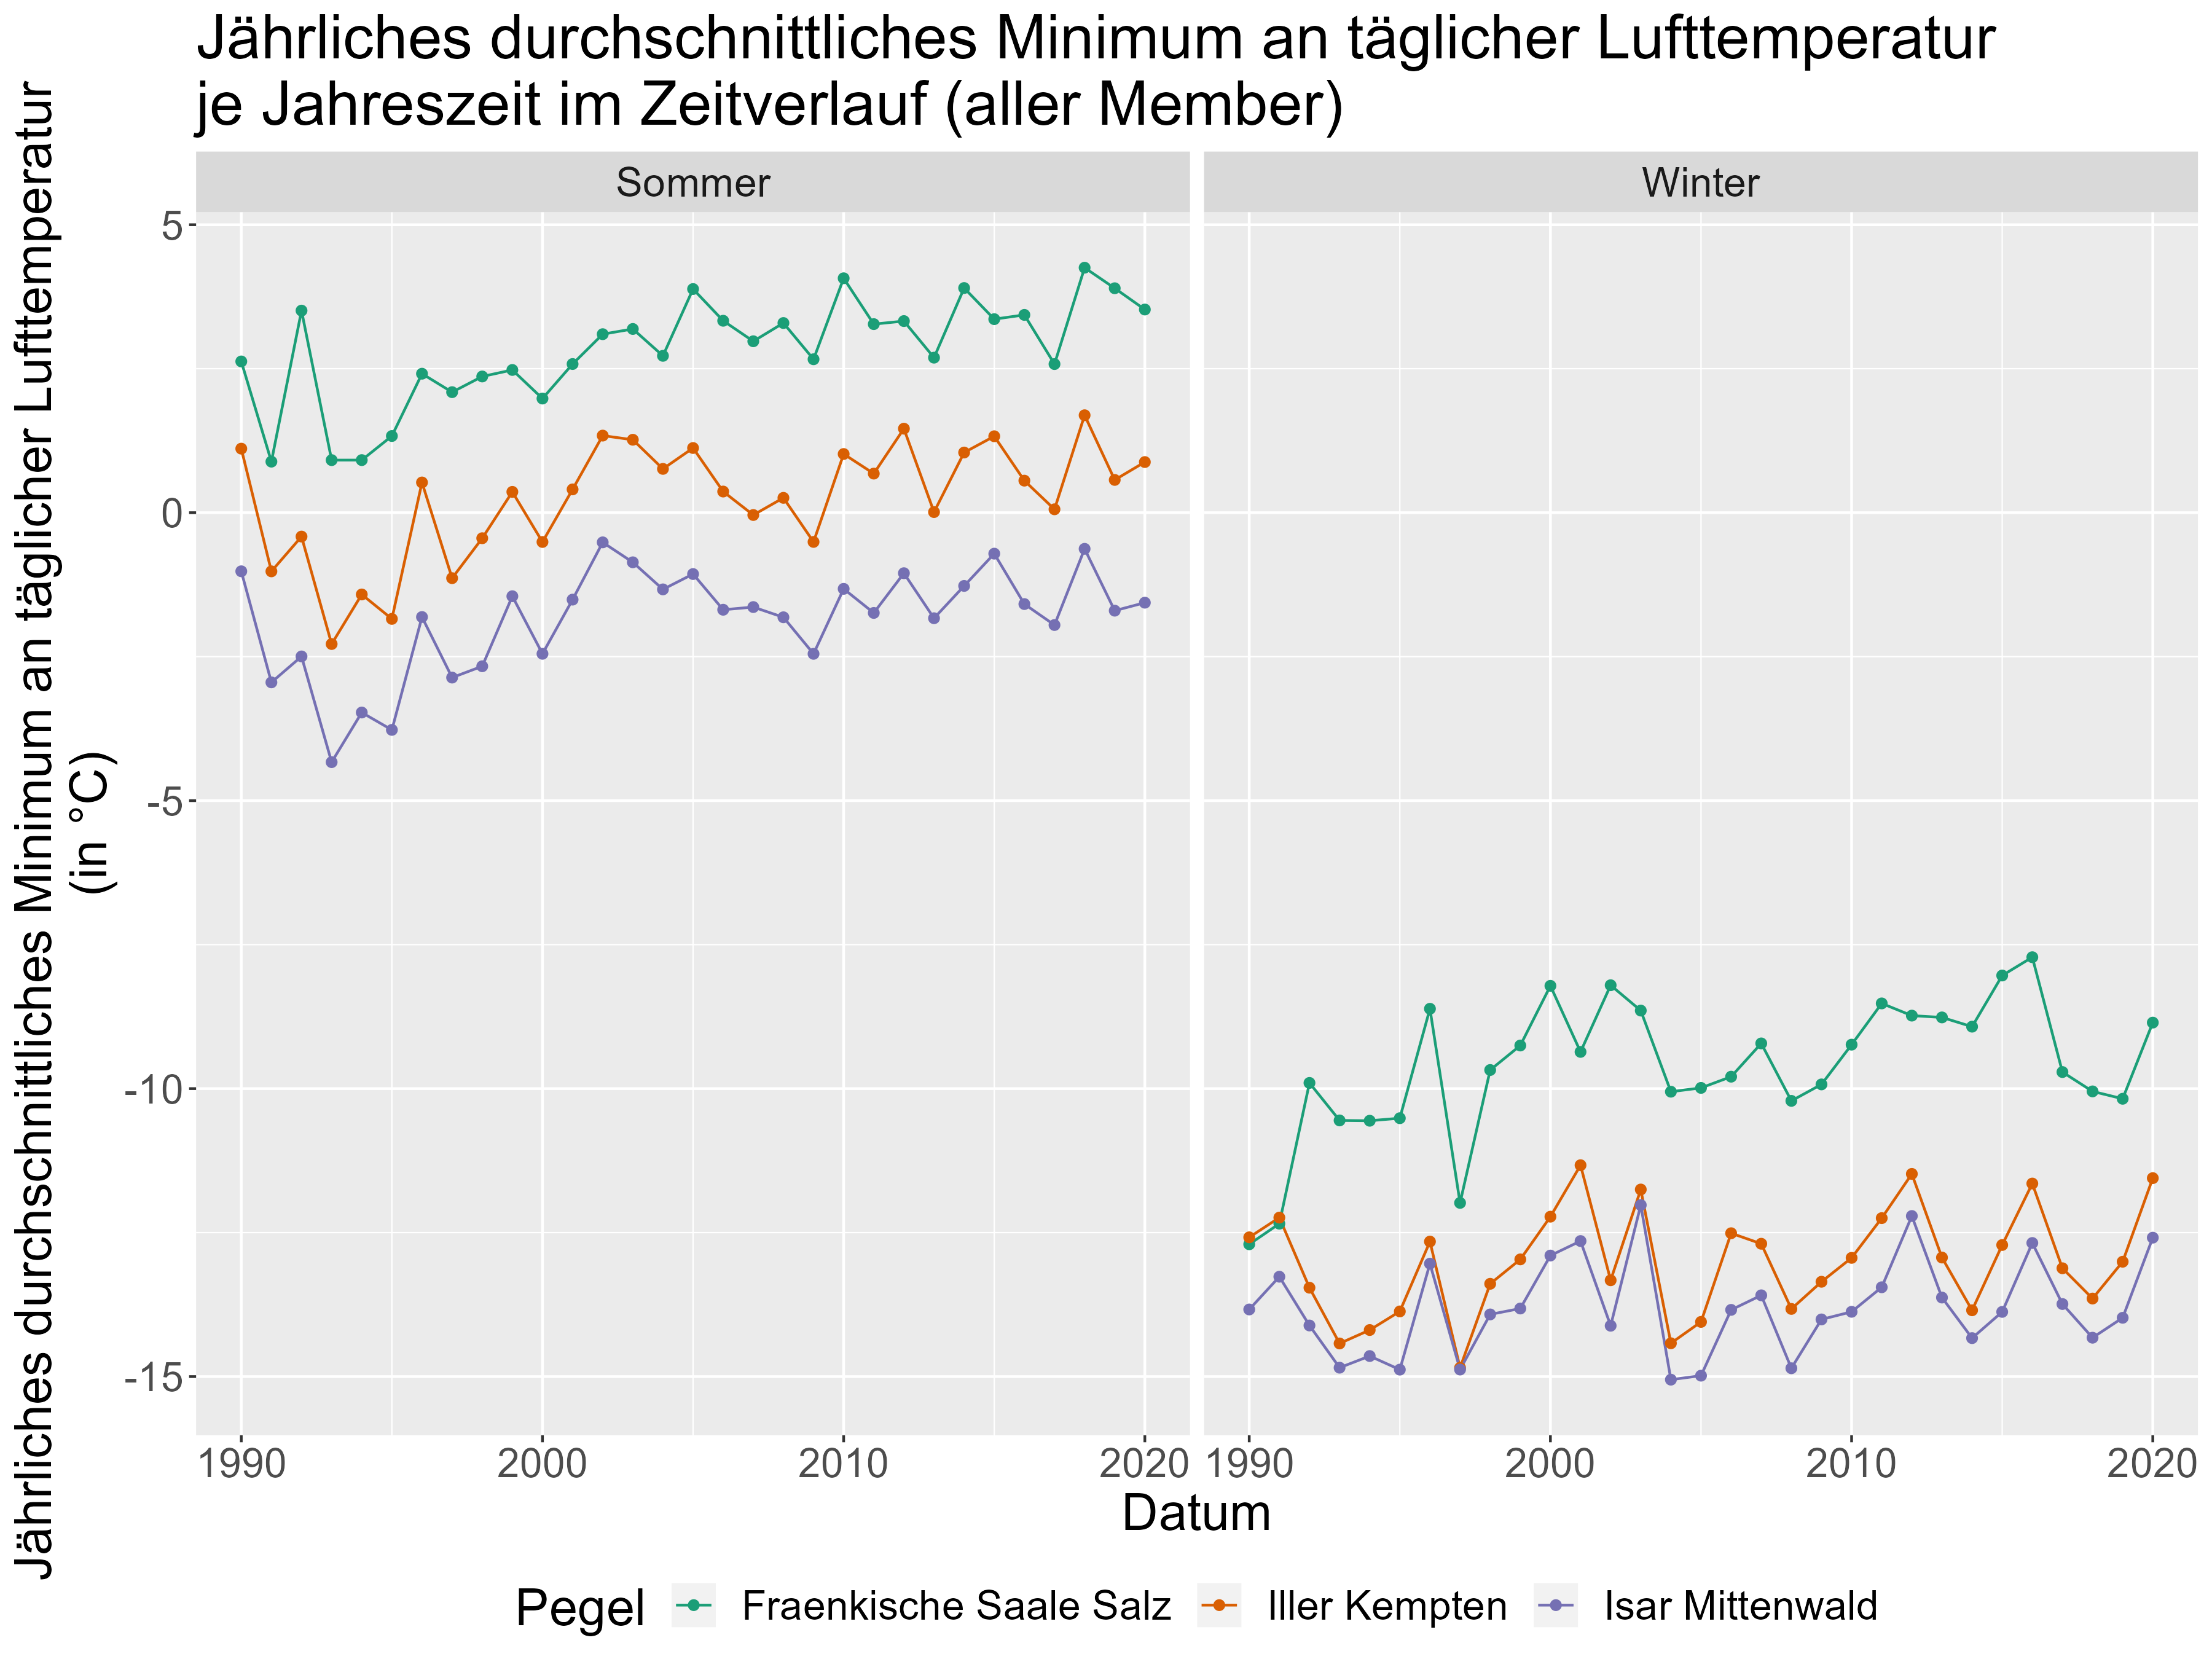 Jährliches durchschnittliches Minimum an täglicher Lufttemperatur
je Jahreszeit im Zeitverlauf (aller Member)
Jährliches durchschnittliches Minimum an täglicher Lufttemperatur
(in °C)
Sommer
Winter
5
0
-5
-10
-15
1990
2000
2010
2020
1990
2000
2010
2020
Datum
Pegel
Fraenkische Saale Salz
Iller Kempten
Isar Mittenwald